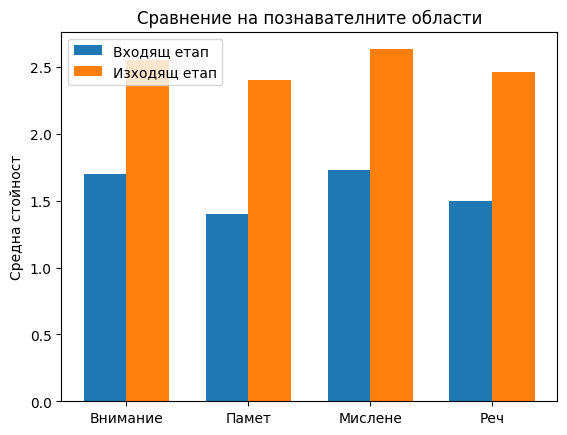 Сравнение на познавателните области
Входящ етап
Изходящ етап
Средна стойност
2.5
2.0
1.5
1.0
0.5
0.0
Внимание Памет Мислене Реч